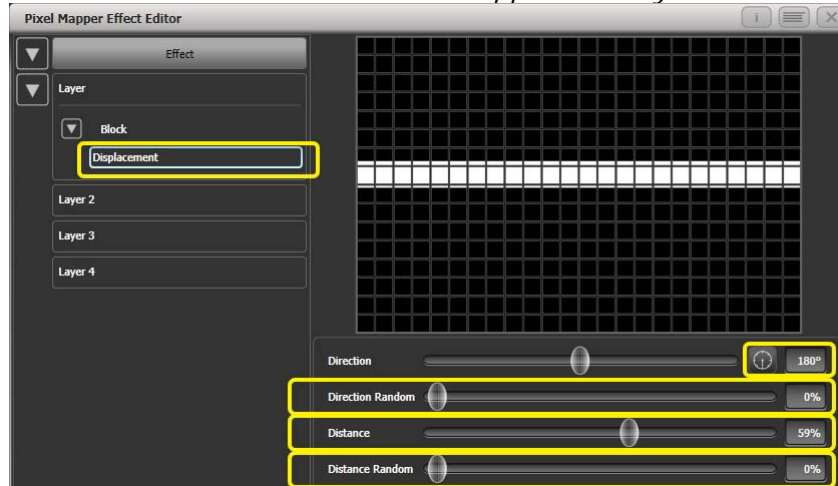 Pixel Mapper Effect Editor
Effect
Layer
Block
Displacement
Layer 2
Layer 3
Layer 4
Direction 180°
Direction Random 0%
Distance 59%
Distance Random 0%